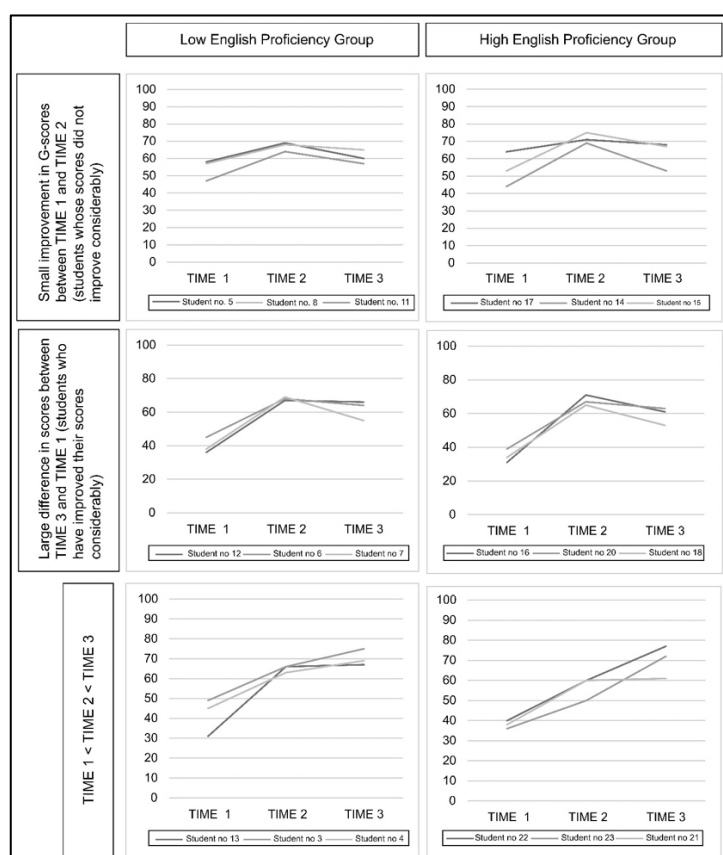 Low English Proficiency Group
High English Proficiency Group
Small improvement in G-scores
between TIME 1 and TIME 2
(students whose scores did not
improve considerably)
100
90
80
70
60
50
40
30
20
10
0
TIME 1 TIME 2 TIME 3
Student no. 5 Student no. 8 Student no. 11
100
90
80
70
60
50
40
30
20
10
0
TIME 1 TIME 2 TIME 3
Student no 17 Student no 14 Student no 15
Large difference in scores between
TIME 3 and TIME 1 (students who
have improved their scores
considerably)
100
80
60
40
20
0
TIME 1 TIME 2 TIME 3
Student no 12 Student no 6 Student no 7
100
80
60
40
20
0
TIME 1 TIME 2 TIME 3
Student no 16 Student no 20 Student no 18
TIME 1 < TIME 2 < TIME 3
100
90
80
70
60
50
40
30
20
10
0
TIME 1 TIME 2 TIME 3
Student no 13 Student no 3 Student no 4
100
90
80
70
60
50
40
30
20
10
0
TIME 1 TIME 2 TIME 3
Student no 22 Student no 23 Student no 21